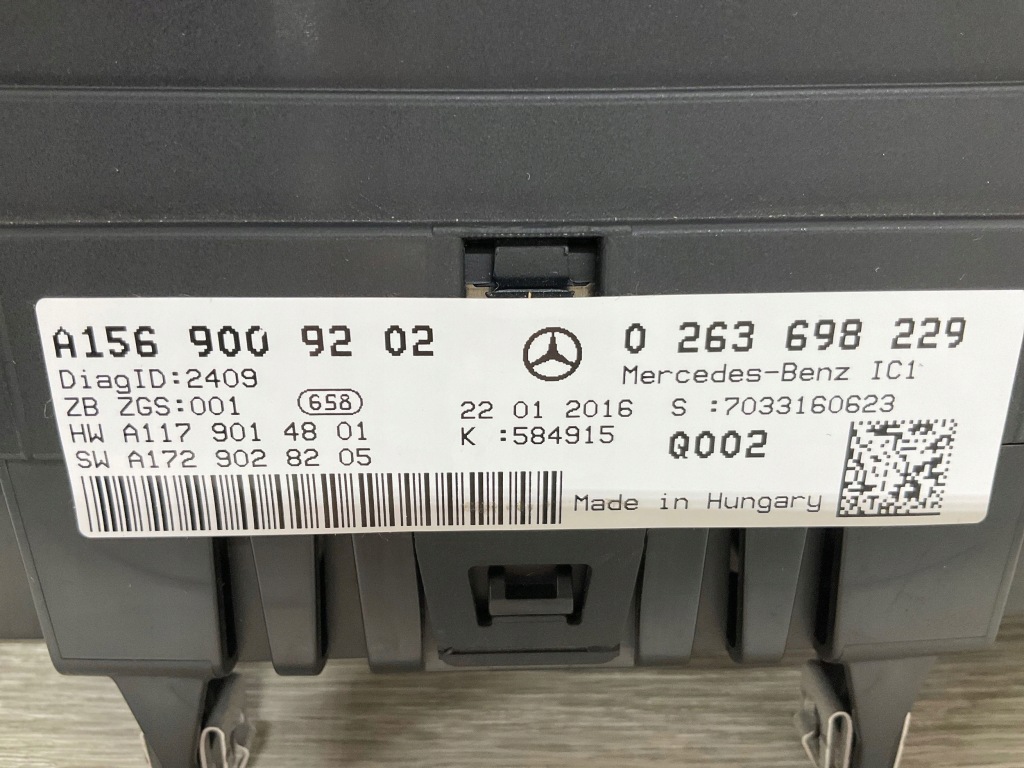 A156 900 92 02
0 263 698 229
DiagID:2409
Mercedes-Benz IC1
ZB ZGS:001
658
22 01 2016
S :7033160623
HW A117 901 48 01
K :584915
Q002
SW A172 902 82 05
Made in Hungary